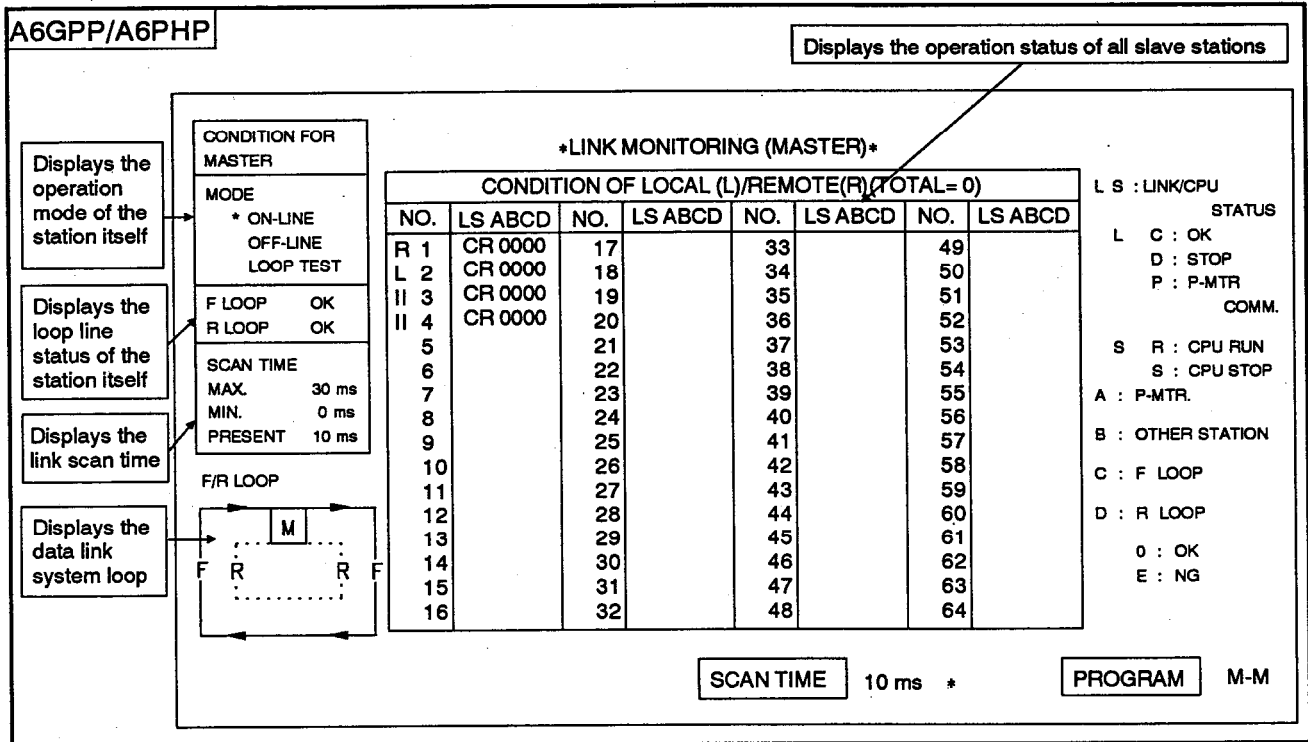 A6GPP/A6PHP
Displays the operation status of all slave stations
Displays the
operation
mode of the
station itself
Displays the
loop line
status of the
station itself
Displays the
link scan time
Displays the
data link
system loop
CONDITION FOR
MASTER
MODE
* ON-LINE
OFF-LINE
LOOP TEST
F LOOP OK
R LOOP OK
SCAN TIME
MAX. 30 ms
MIN. 0 ms
PRESENT 10 ms
F/R LOOP
M
F R R F
*LINK MONITORING (MASTER)*
CONDITION OF LOCAL (L)/REMOTE(R)(TOTAL= 0)
NO. LS ABCD NO. LS ABCD NO. LS ABCD NO. LS ABCD
R 1 CR 0000 17 33 49
L 2 CR 0000 18 34 50
II 3 CR 0000 19 35 51
II 4 CR 0000 20 36 52
5 21 37 53
6 22 38 54
7 23 39 55
8 24 40 56
9 25 41 57
10 26 42 58
11 27 43 59
12 28 44 60
13 29 45 61
14 30 46 62
15 31 47 63
16 32 48 64
L S : LINK/CPU
STATUS
L C : OK
D : STOP
P : P-MTR
COMM.
S R : CPU RUN
S : CPU STOP
A : P-MTR.
B : OTHER STATION
C : F LOOP
D : R LOOP
0 : OK
E : NG
SCAN TIME 10 ms * PROGRAM M-M